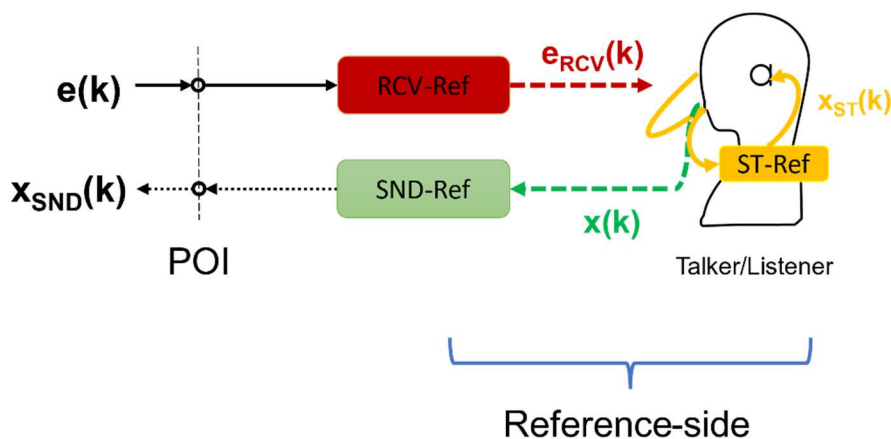 e(k)
RCV-Ref
e_RCV(k)
x_ST(k)
ST-Ref
x_SND(k)
SND-Ref
x(k)
POI
Talker/Listener
Reference-side